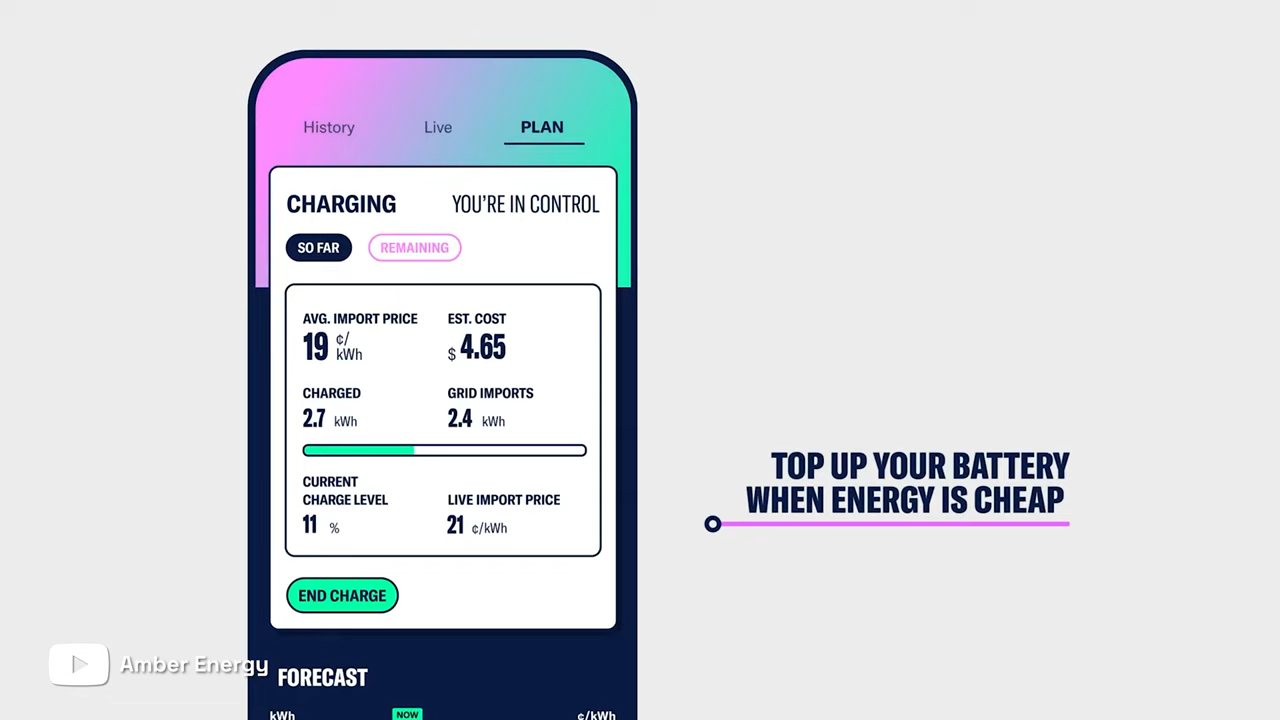 History Live PLAN
CHARGING YOU'RE IN CONTROL
SO FAR REMAINING
AVG. IMPORT PRICE EST. COST
19 ¢/kWh $ 4.65
CHARGED GRID IMPORTS
2.7 kWh 2.4 kWh
CURRENT
CHARGE LEVEL LIVE IMPORT PRICE
11 % 21 ¢/kWh
END CHARGE
FORECAST
kWh NOW ¢/kWh
TOP UP YOUR BATTERY
WHEN ENERGY IS CHEAP
Amber Energy